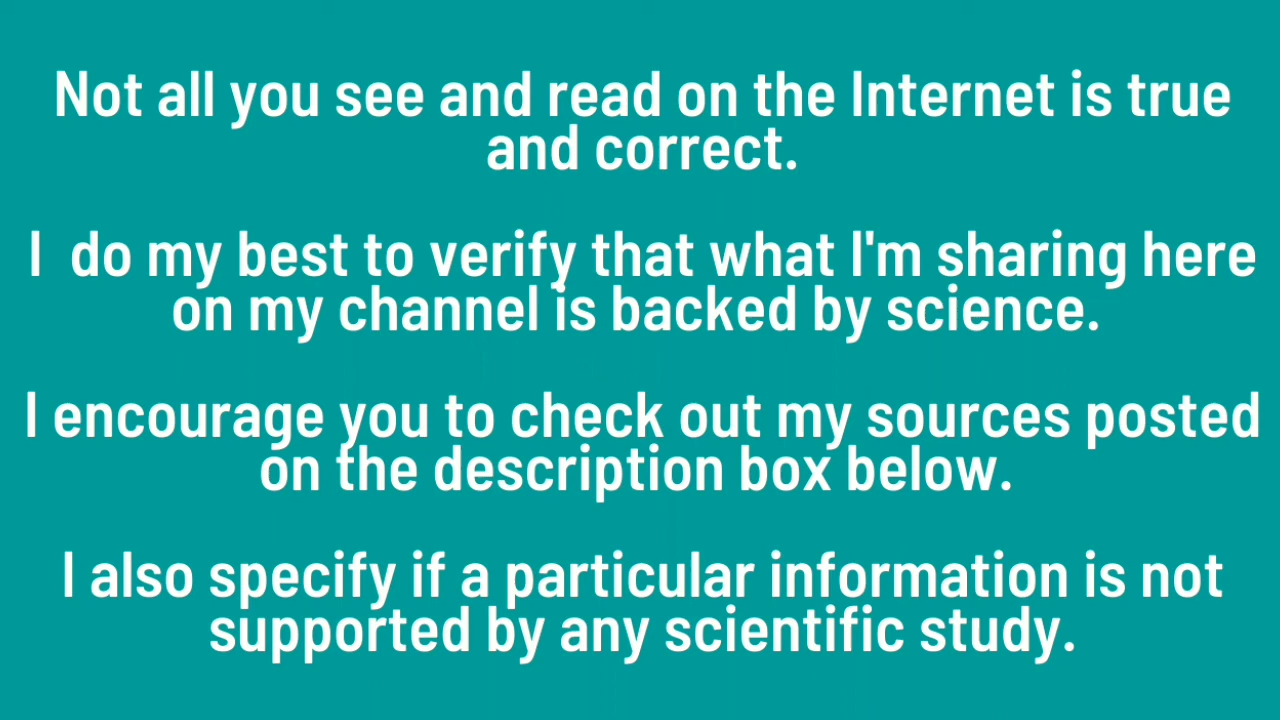 Not all you see and read on the Internet is true
and correct.
I  do my best to verify that what I'm sharing here
on my channel is backed by science.
I encourage you to check out my sources posted
on the description box below.
I also specify if a particular information is not
supported by any scientific study.